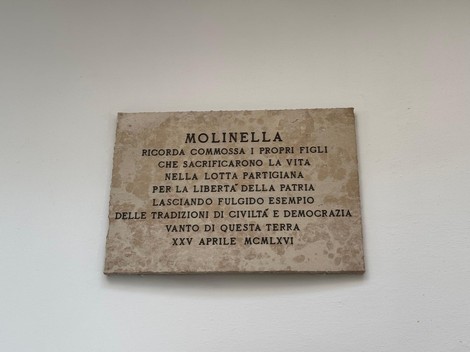 MOLINELLA
RICORDA COMMOSSA I PROPRI FIGLI
CHE SACRIFICARONO LA VITA
NELLA LOTTA PARTIGIANA
PER LA LIBERTA' DELLA PATRIA
LASCIANDO FULGIDO ESEMPIO
DELLE TRADIZIONI DI CIVILTA' E DEMOCRAZIA
VANTO DI QUESTA TERRA
XXV APRILE MCMLXVI